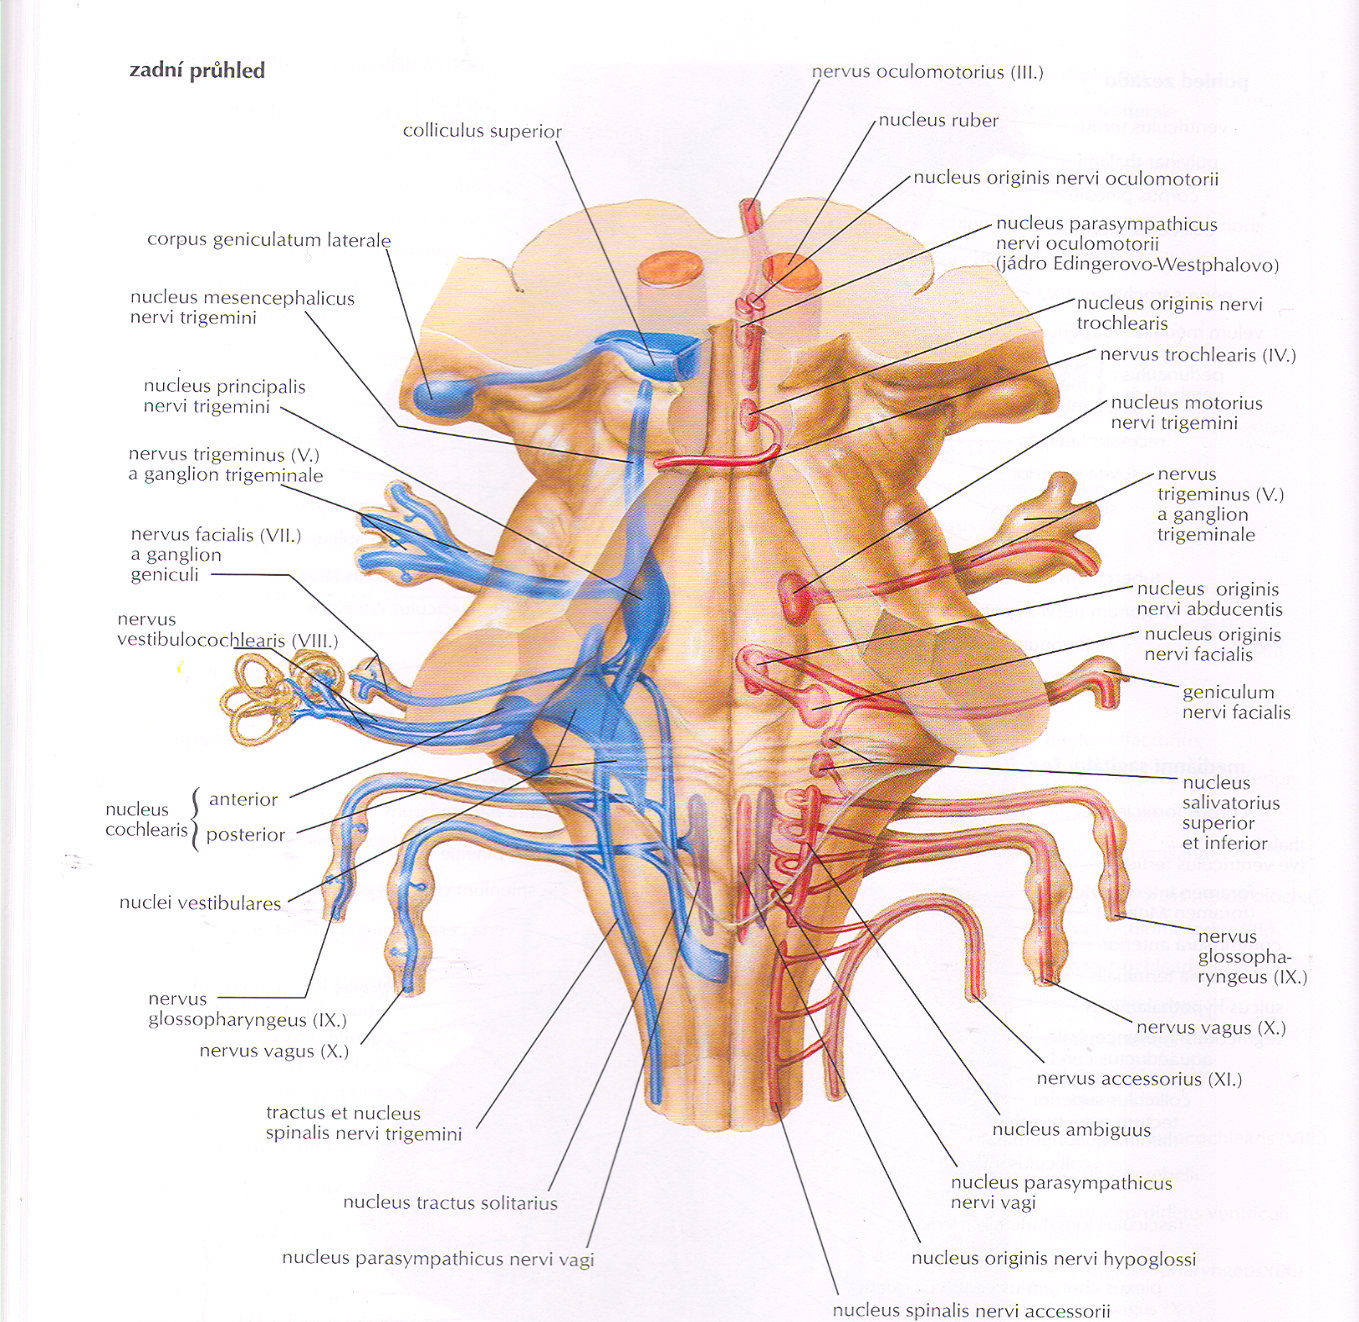 zadní průhled
nervus oculomotorius (III.)
nucleus ruber
colliculus superior
nucleus originis nervi oculomotorii
nucleus parasympathicus
nervi oculomotorii
(jádro Edingerovo-Westphalovo)
corpus geniculatum laterale
nucleus mesencephalicus
nervi trigemini
nucleus originis nervi
trochlearis
nervus trochlearis (IV.)
nucleus principalis
nervi trigemini
nucleus motorius
nervi trigemini
nervus trigeminus (V.)
a ganglion trigeminale
nervus
trigeminus (V.)
a ganglion
trigeminale
nervus facialis (VII.)
a ganglion
geniculi
nucleus originis
nervi abducentis
nervus
vestibulocochlearis (VIII.)
nucleus originis
nervi facialis
geniculum
nervi facialis
nucleus
cochlearis
anterior
posterior
nucleus
salivatorius
superior
et inferior
nuclei vestibulares
nervus
glossopha-
ryngeus (IX.)
nervus
glossopharyngeus (IX.)
nervus vagus (X.)
nervus vagus (X.)
nervus accessorius (XI.)
tractus et nucleus
spinalis nervi trigemini
nucleus ambiguus
nucleus parasympathicus
nervi vagi
nucleus tractus solitarius
nucleus parasympathicus nervi vagi
nucleus originis nervi hypoglossi
nucleus spinalis nervi accessorii